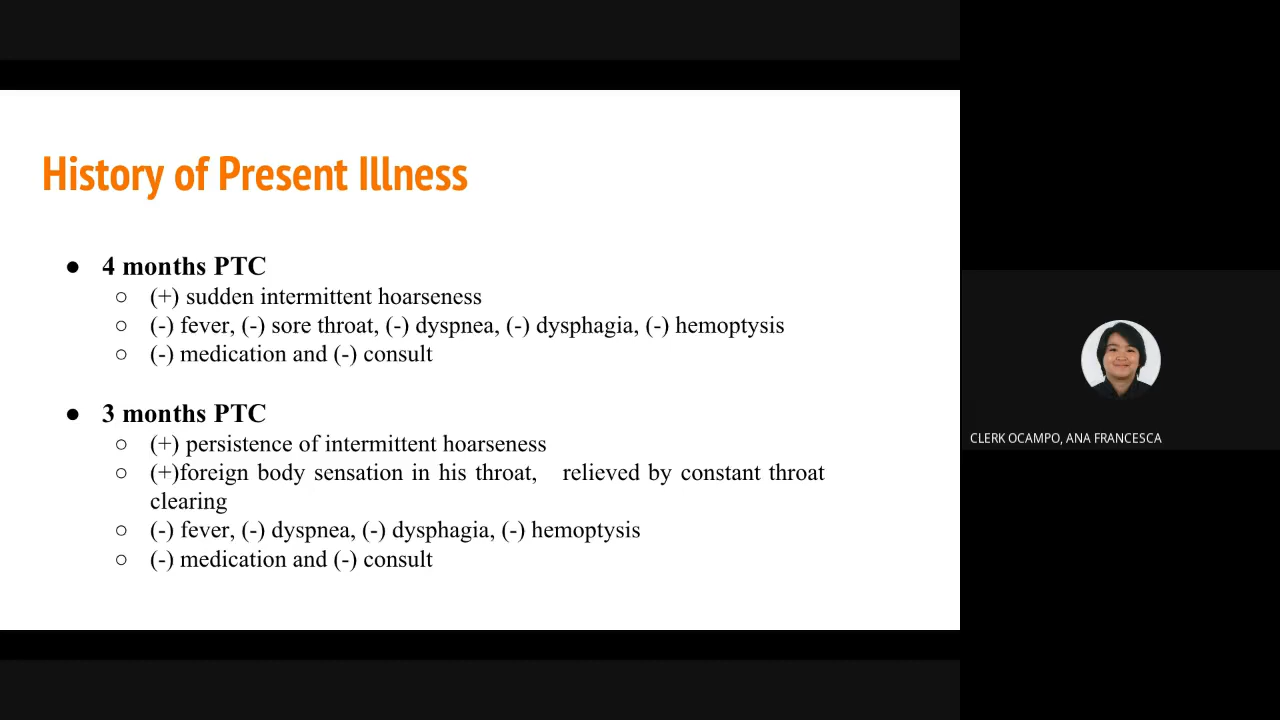 History of Present Illness
● 4 months PTC
○ (+) sudden intermittent hoarseness
○ (-) fever, (-) sore throat, (-) dyspnea, (-) dysphagia, (-) hemoptysis
○ (-) medication and (-) consult
● 3 months PTC
○ (+) persistence of intermittent hoarseness
○ (+)foreign body sensation in his throat, relieved by constant throat
clearing
○ (-) fever, (-) dyspnea, (-) dysphagia, (-) hemoptysis
○ (-) medication and (-) consult
CLERK OCAMPO, ANA FRANCESCA